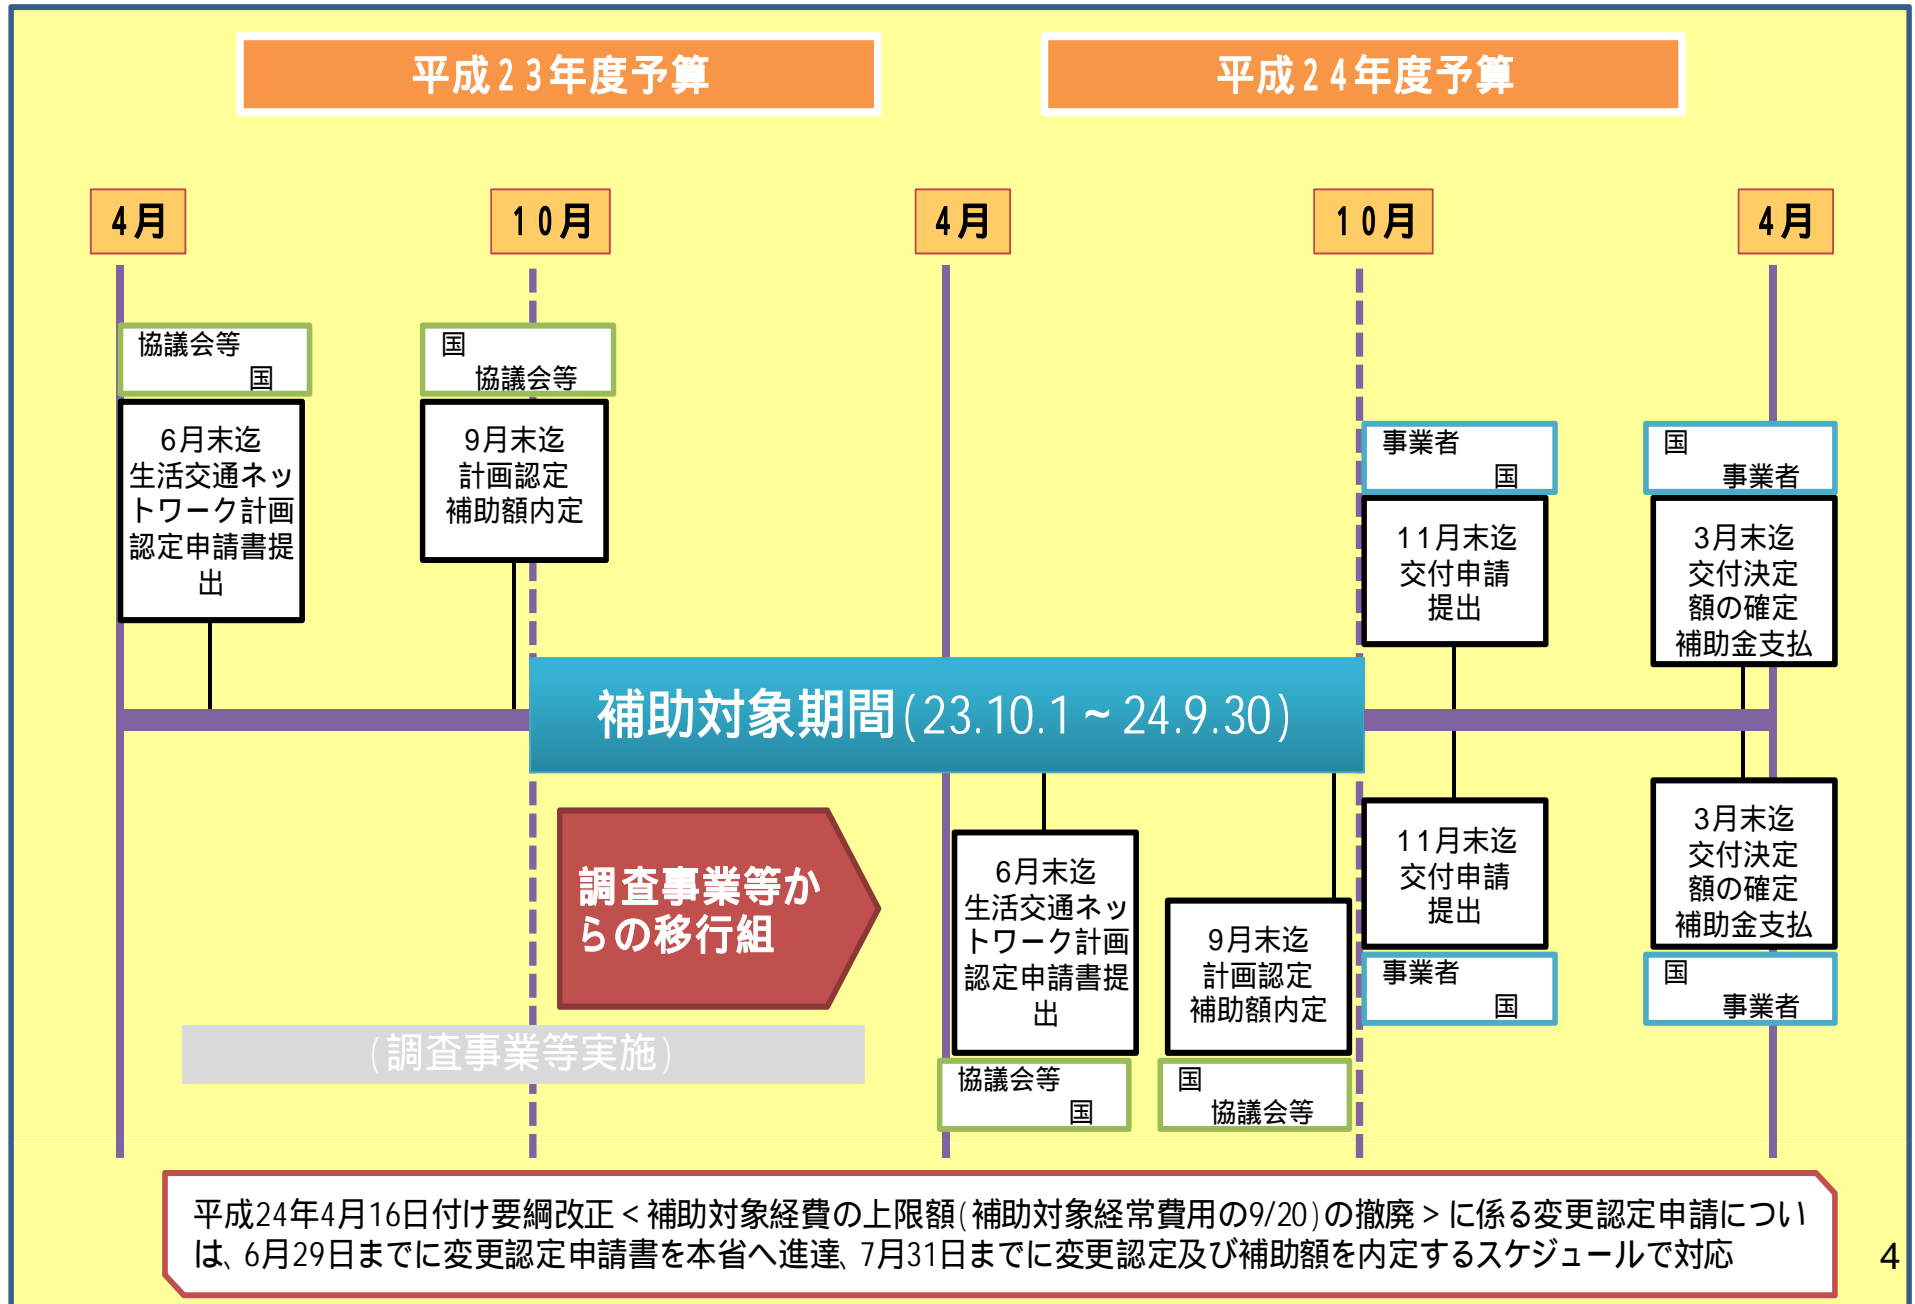 平成23年度予算
平成24年度予算
4月
10月
4月
10月
4月
協議会等
国
6月末迄
生活交通ネッ
トワーク計画
認定申請書提
出
国
協議会等
9月末迄
計画認定
補助額内定
事業者
国
11月末迄
交付申請
提出
国
事業者
3月末迄
交付決定
額の確定
補助金支払
補助対象期間(23.10.1～24.9.30)
調査事業等か
らの移行組
(調査事業等実施)
6月末迄
生活交通ネッ
トワーク計画
認定申請書提
出
協議会等
国
9月末迄
計画認定
補助額内定
国
協議会等
11月末迄
交付申請
提出
事業者
国
3月末迄
交付決定
額の確定
補助金支払
国
事業者
平成24年4月16日付け要綱改正＜補助対象経費の上限額(補助対象経常費用の9/20)の撤廃＞に係る変更認定申請につい
は、6月29日までに変更認定申請書を本省へ進達、7月31日までに変更認定及び補助額を内定するスケジュールで対応
4